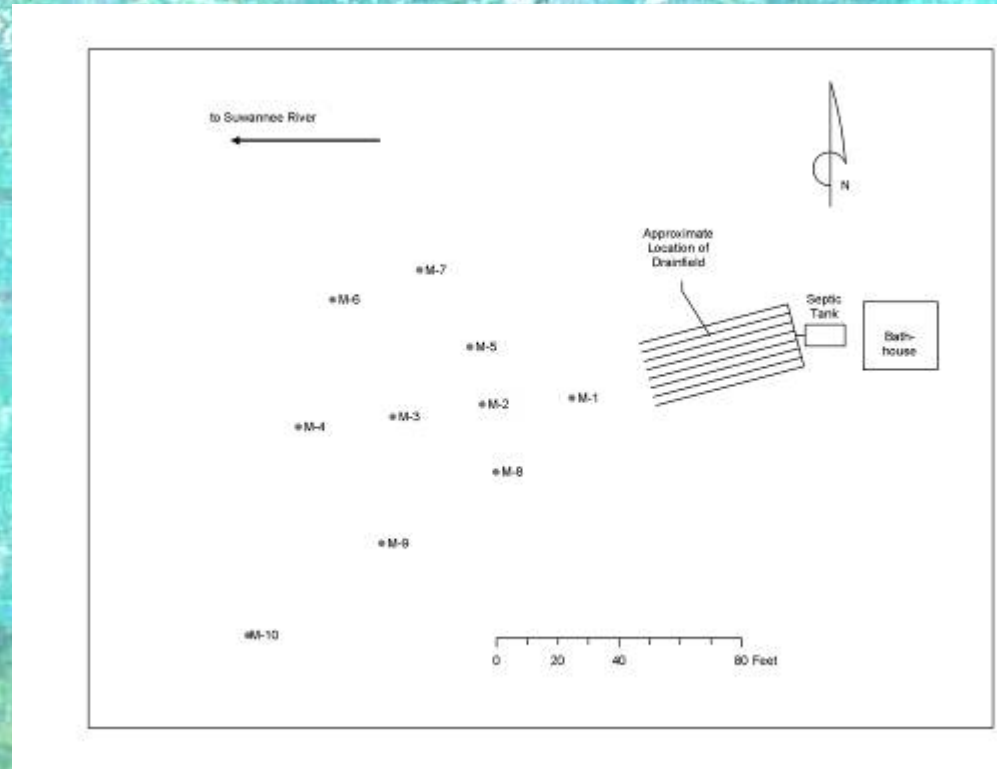 to Suwannee River
N
Approximate
Location of
Drainfield
Septic
Tank
Bath-
house
M-7
M-6
M-5
M-1
M-2
M-3
M-4
M-8
M-9
M-10
0 20 40 80 Feet